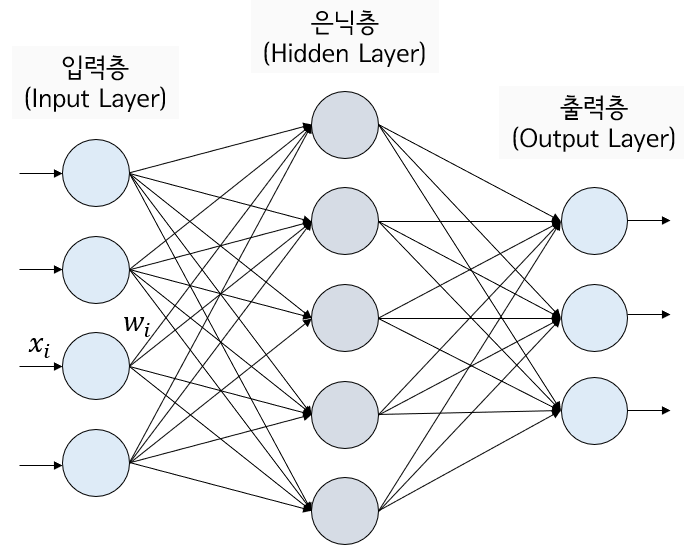 은닉층
(Hidden Layer)
입력층
(Input Layer)
출력층
(Output Layer)
w_i
x_i